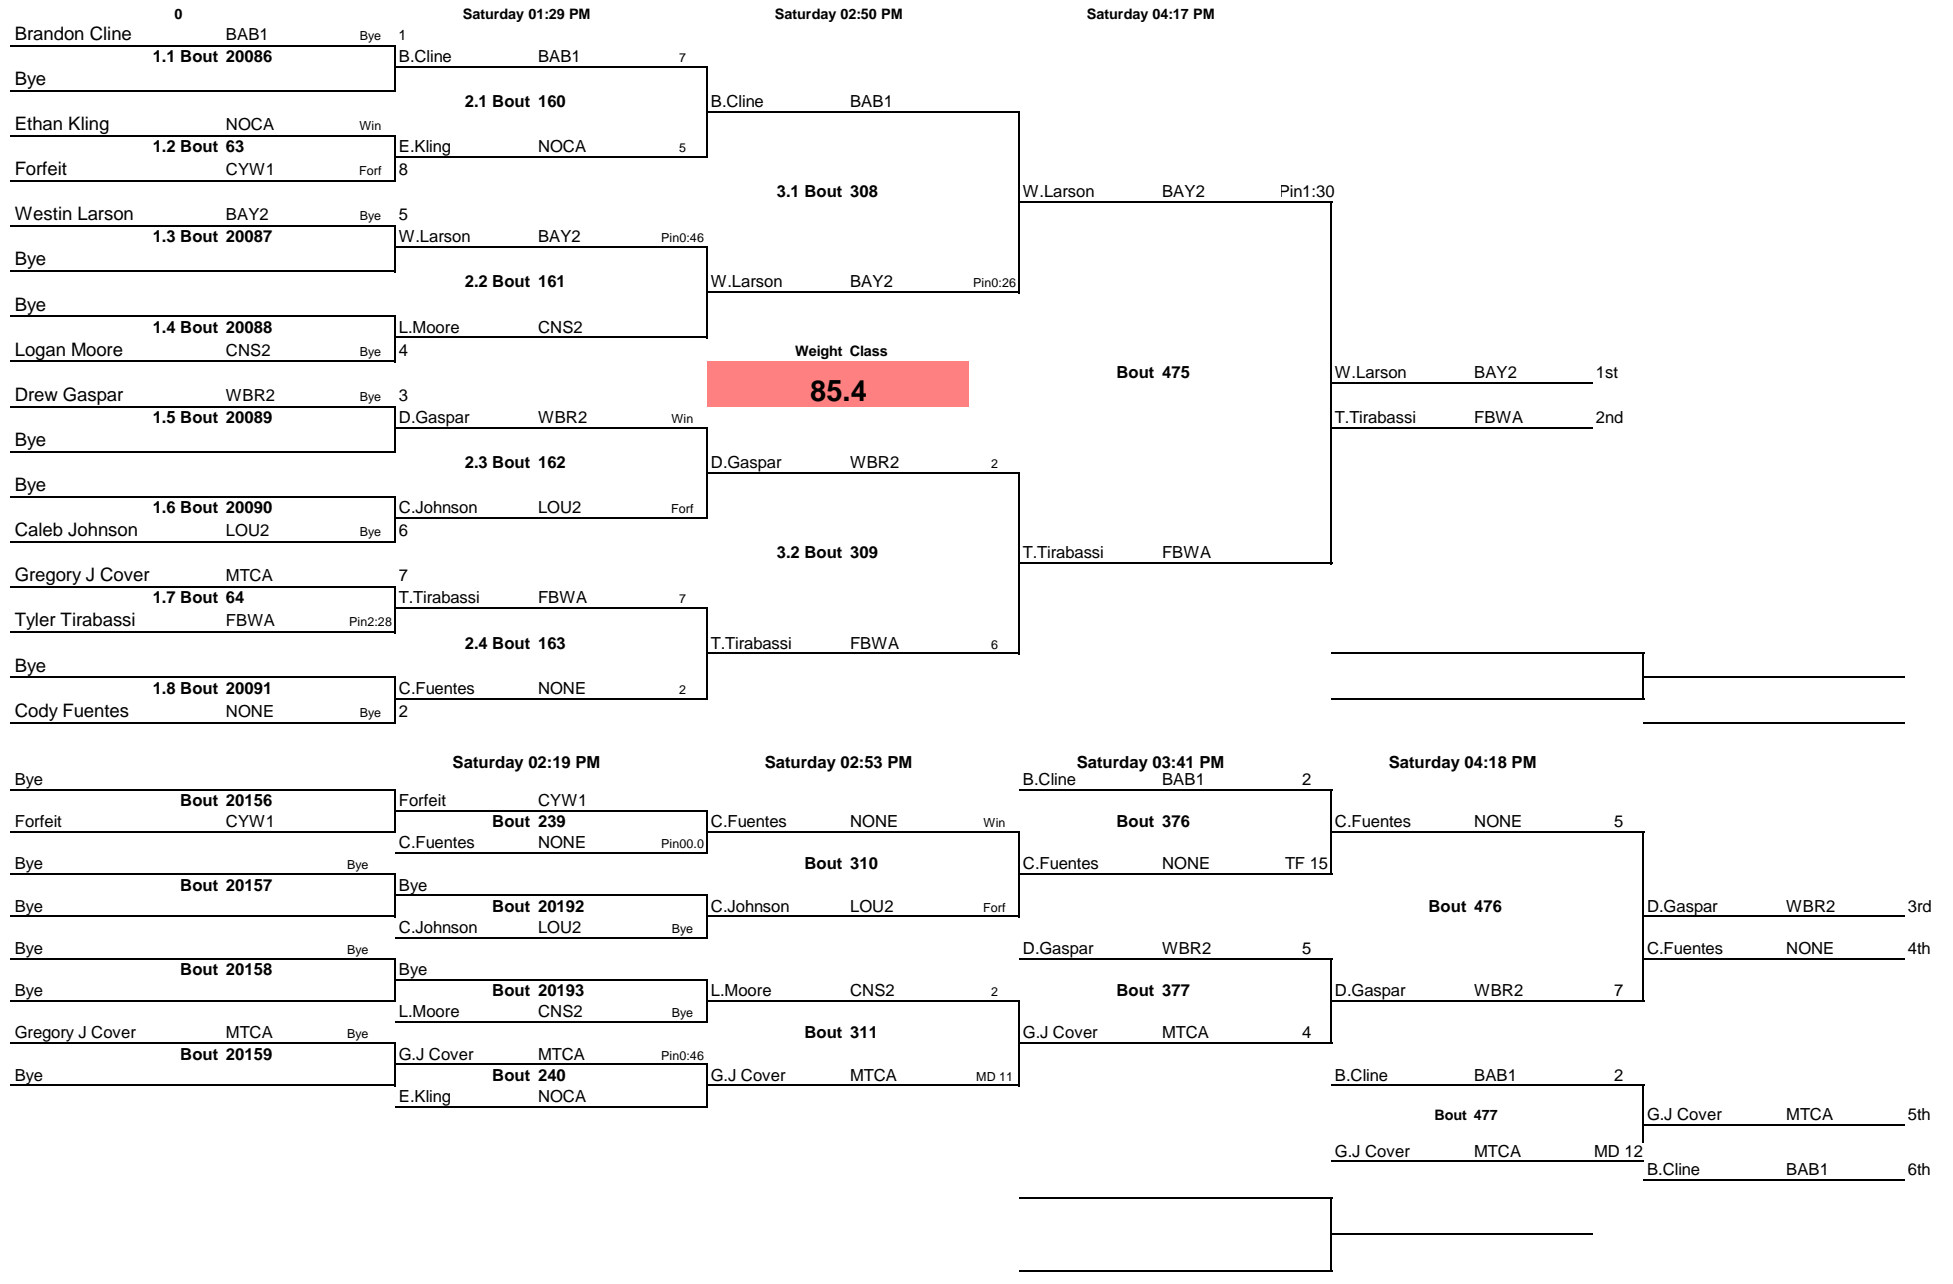 0 Saturday 01:29 PM Saturday 02:50 PM Saturday 04:17 PM
Brandon Cline BAB1 Bye 1
1.1 Bout 20086 B.Cline BAB1 7
Bye
2.1 Bout 160 B.Cline BAB1
Ethan Kling NOCA Win
1.2 Bout 63 E.Kling NOCA 5
Forfeit CYW1 Forf 8
3.1 Bout 308 W.Larson BAY2 Pin1:30
Westin Larson BAY2 Bye 5
1.3 Bout 20087 W.Larson BAY2 Pin0:46
Bye
2.2 Bout 161 W.Larson BAY2 Pin0:26
Bye
1.4 Bout 20088 L.Moore CNS2
Logan Moore CNS2 Bye 4 Weight Class
Bout 475 W.Larson BAY2 1st
85.4
Drew Gaspar WBR2 Bye 3
1.5 Bout 20089 D.Gaspar WBR2 Win T.Tirabassi FBWA 2nd
Bye
2.3 Bout 162 D.Gaspar WBR2 2
Bye
1.6 Bout 20090 C.Johnson LOU2 Forf
Caleb Johnson LOU2 Bye 6
3.2 Bout 309 T.Tirabassi FBWA
Gregory J Cover MTCA 7
1.7 Bout 64 T.Tirabassi FBWA 7
Tyler Tirabassi FBWA Pin2:28
2.4 Bout 163 T.Tirabassi FBWA 6
Bye
1.8 Bout 20091 C.Fuentes NONE 2
Cody Fuentes NONE Bye 2
Saturday 02:19 PM Saturday 02:53 PM Saturday 03:41 PM Saturday 04:18 PM
Bye B.Cline BAB1 2
Bout 20156 Forfeit CYW1
Forfeit CYW1 Bout 239 C.Fuentes NONE Win Bout 376 C.Fuentes NONE 5
C.Fuentes NONE Pin00.0
Bye Bye Bout 310 C.Fuentes NONE TF 15
Bout 20157 Bye
Bye Bout 20192 C.Johnson LOU2 Forf Bout 476 D.Gaspar WBR2 3rd
C.Johnson LOU2 Bye
Bye Bye D.Gaspar WBR2 5 C.Fuentes NONE 4th
Bout 20158 Bye
Bye Bout 20193 L.Moore CNS2 2 Bout 377 D.Gaspar WBR2 7
L.Moore CNS2 Bye
Gregory J Cover MTCA Bye Bout 311 G.J Cover MTCA 4
Bout 20159 G.J Cover MTCA Pin0:46
Bye Bout 240 G.J Cover MTCA MD 11 B.Cline BAB1 2
E.Kling NOCA
Bout 477 G.J Cover MTCA 5th
G.J Cover MTCA MD 12
B.Cline BAB1 6th